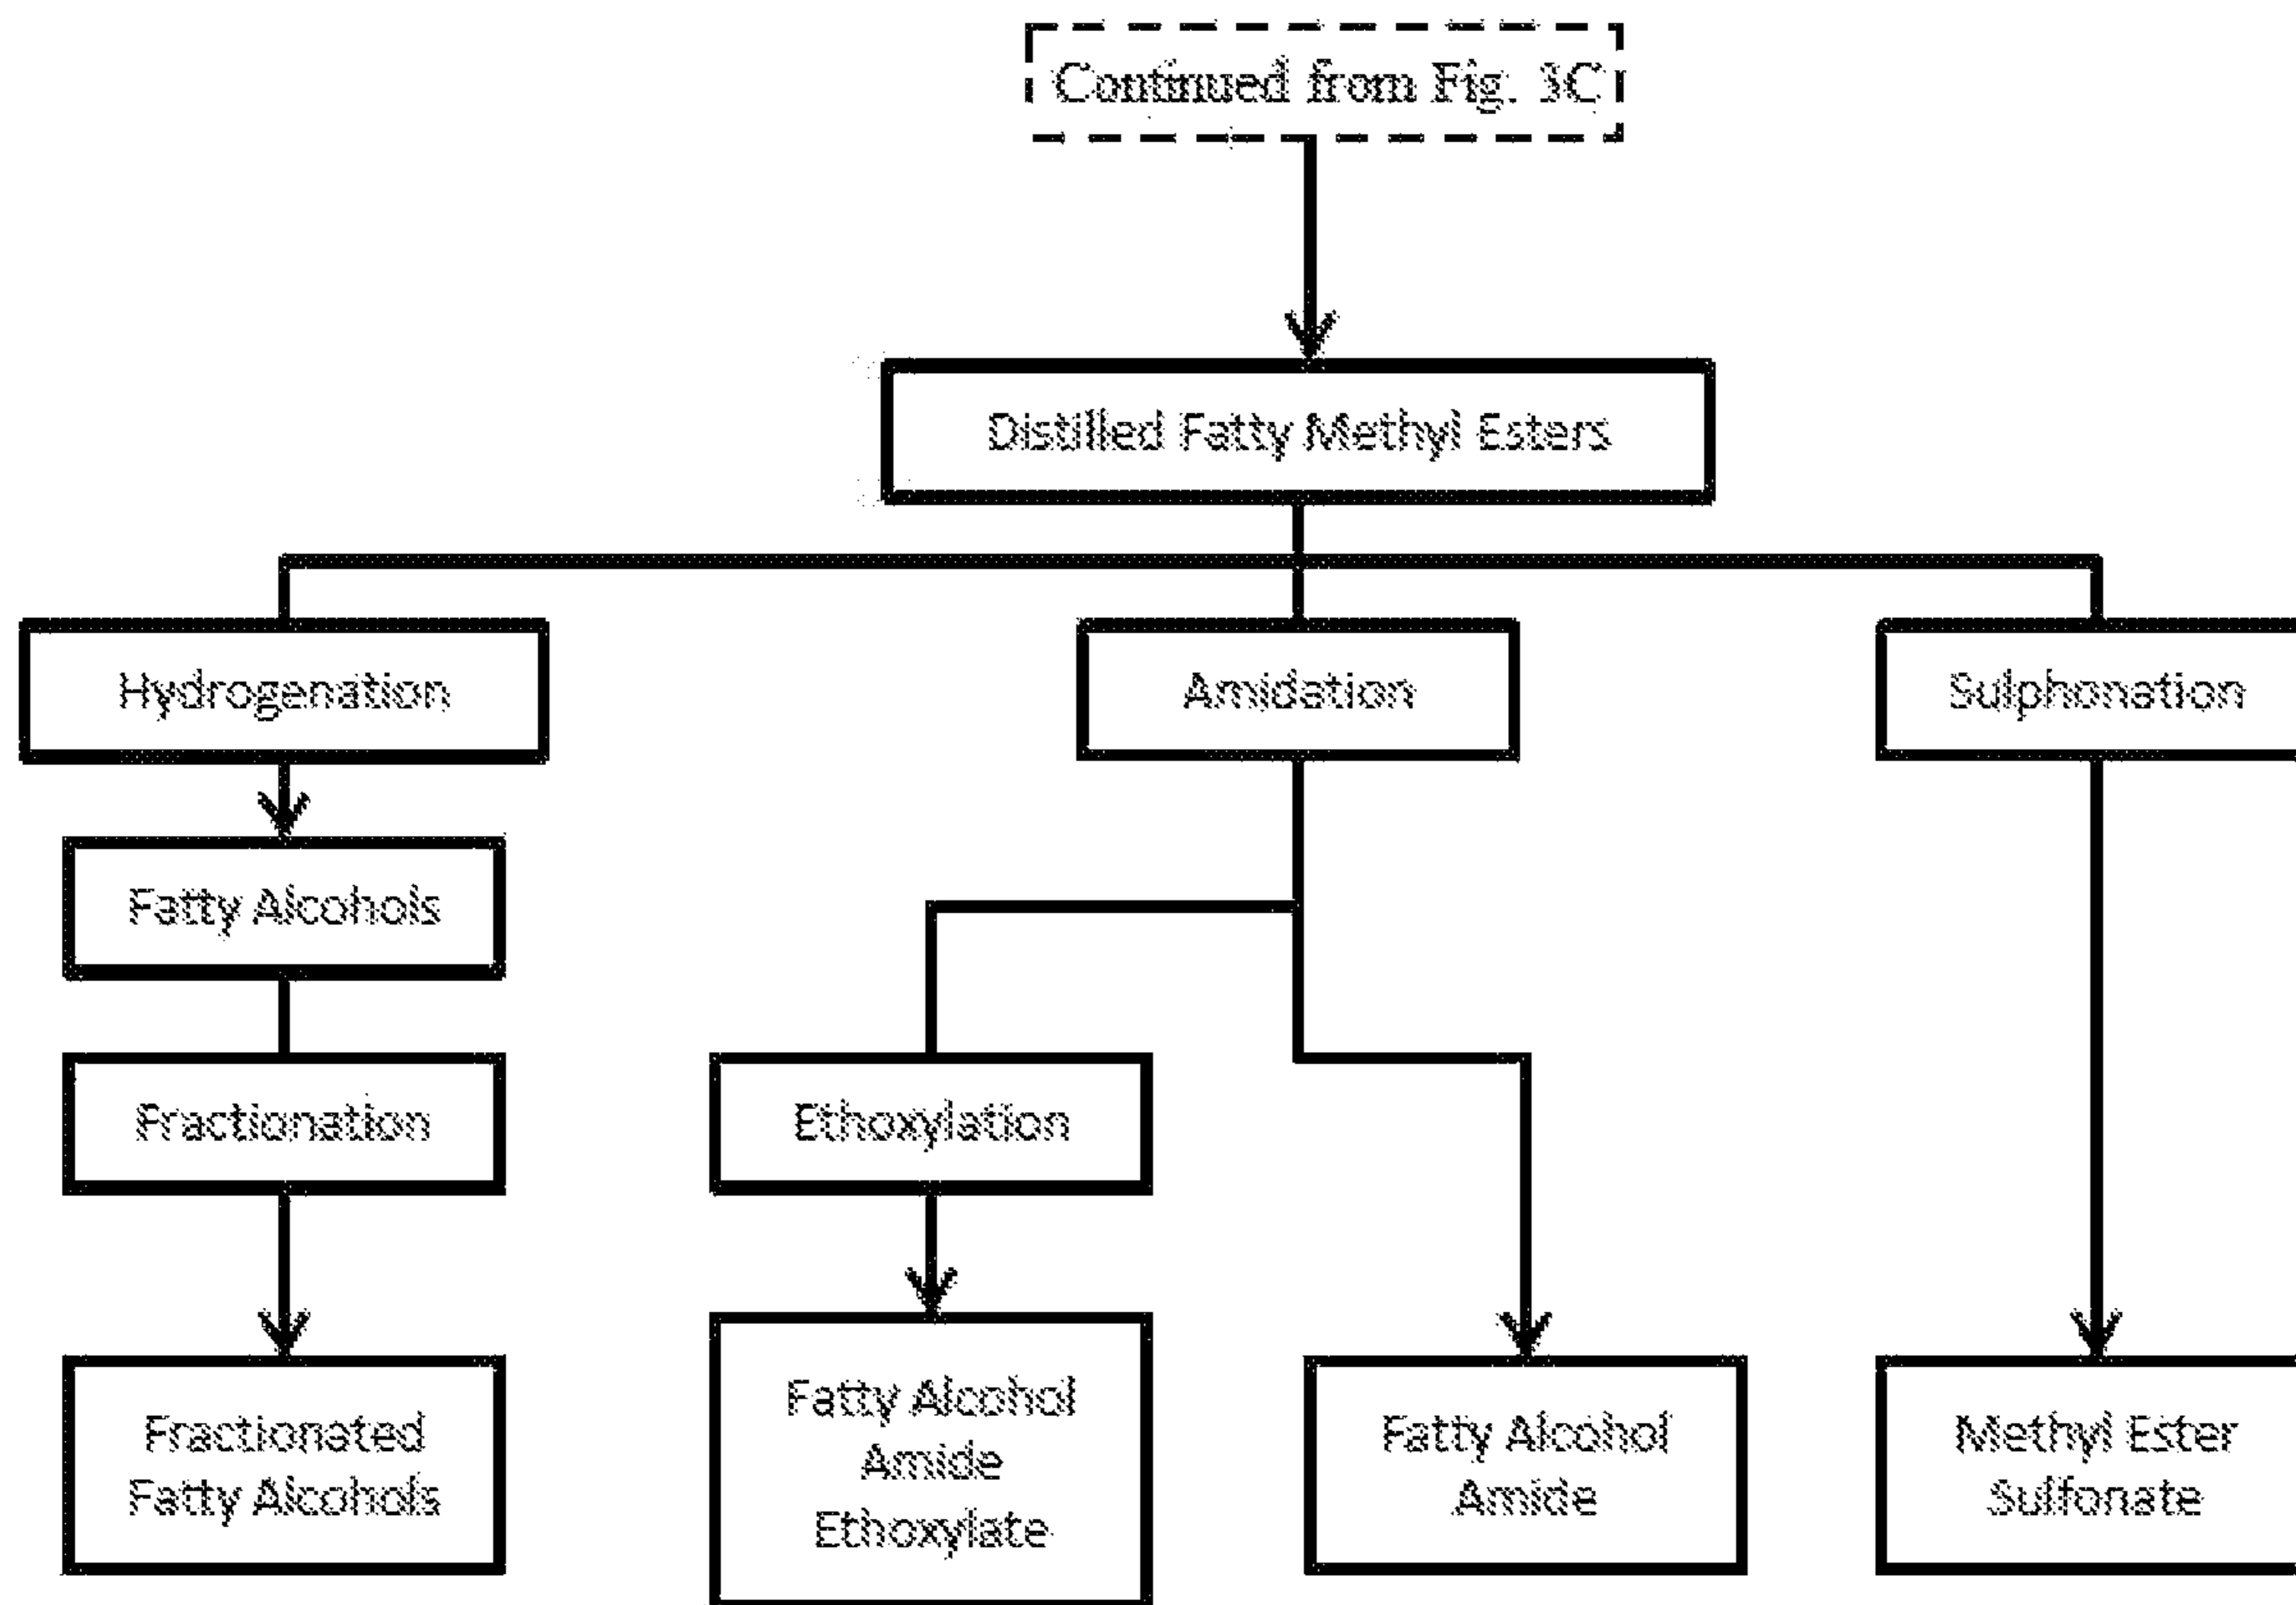 Continued from Fig. 3C
Distilled Fatty Methyl Esters
Hydrogenation
Amidation
Sulphonation
Fatty Alcohols
Fractionation
Ethoxylation
Fractionated
Fatty Alcohols
Fatty Alcohol
Amide
Ethoxylate
Fatty Alcohol
Amide
Methyl Ester
Sulfonate